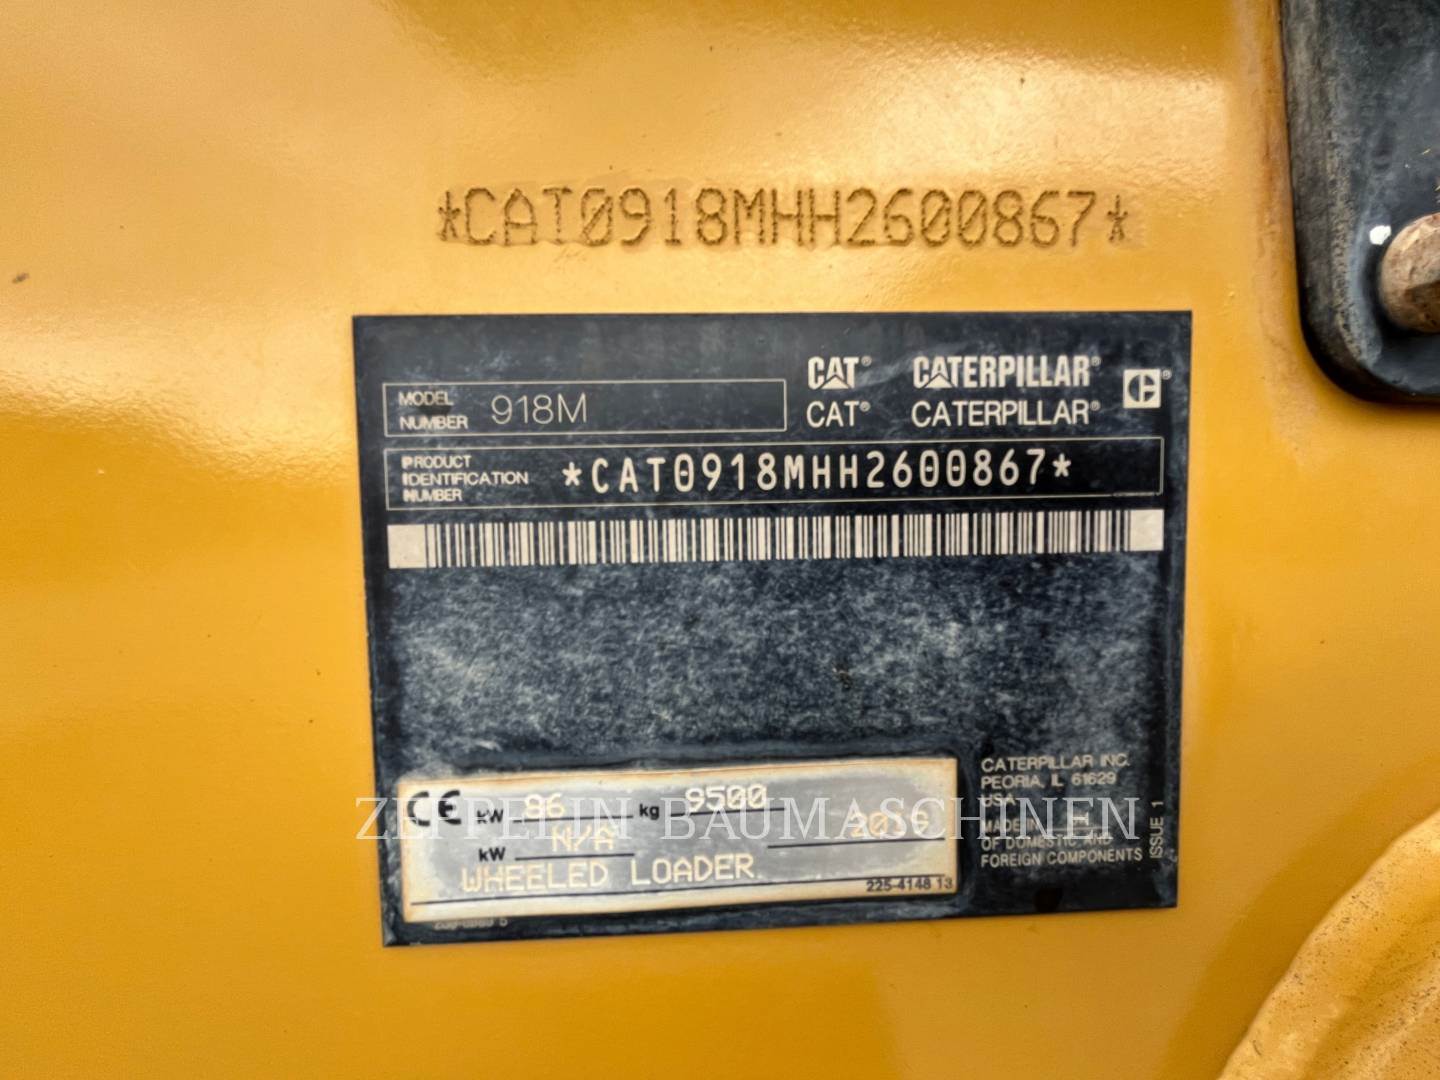 *CAT0918MHH2600867*
CAT® CATERPILLAR® ®
MODEL NUMBER 918M
CAT® CATERPILLAR®
PRODUCT IDENTIFICATION NUMBER *CAT0918MHH2600867*
CE kW 86 kg 9500
kW N/A
WHEELED LOADER
225-4148 13
CATERPILLAR INC.
PEORIA, IL 61629
USA
MADE IN
OF DOMESTIC AND
FOREIGN COMPONENTS
ISSUE 1
ZEPPELIN BAUMASCHINEN